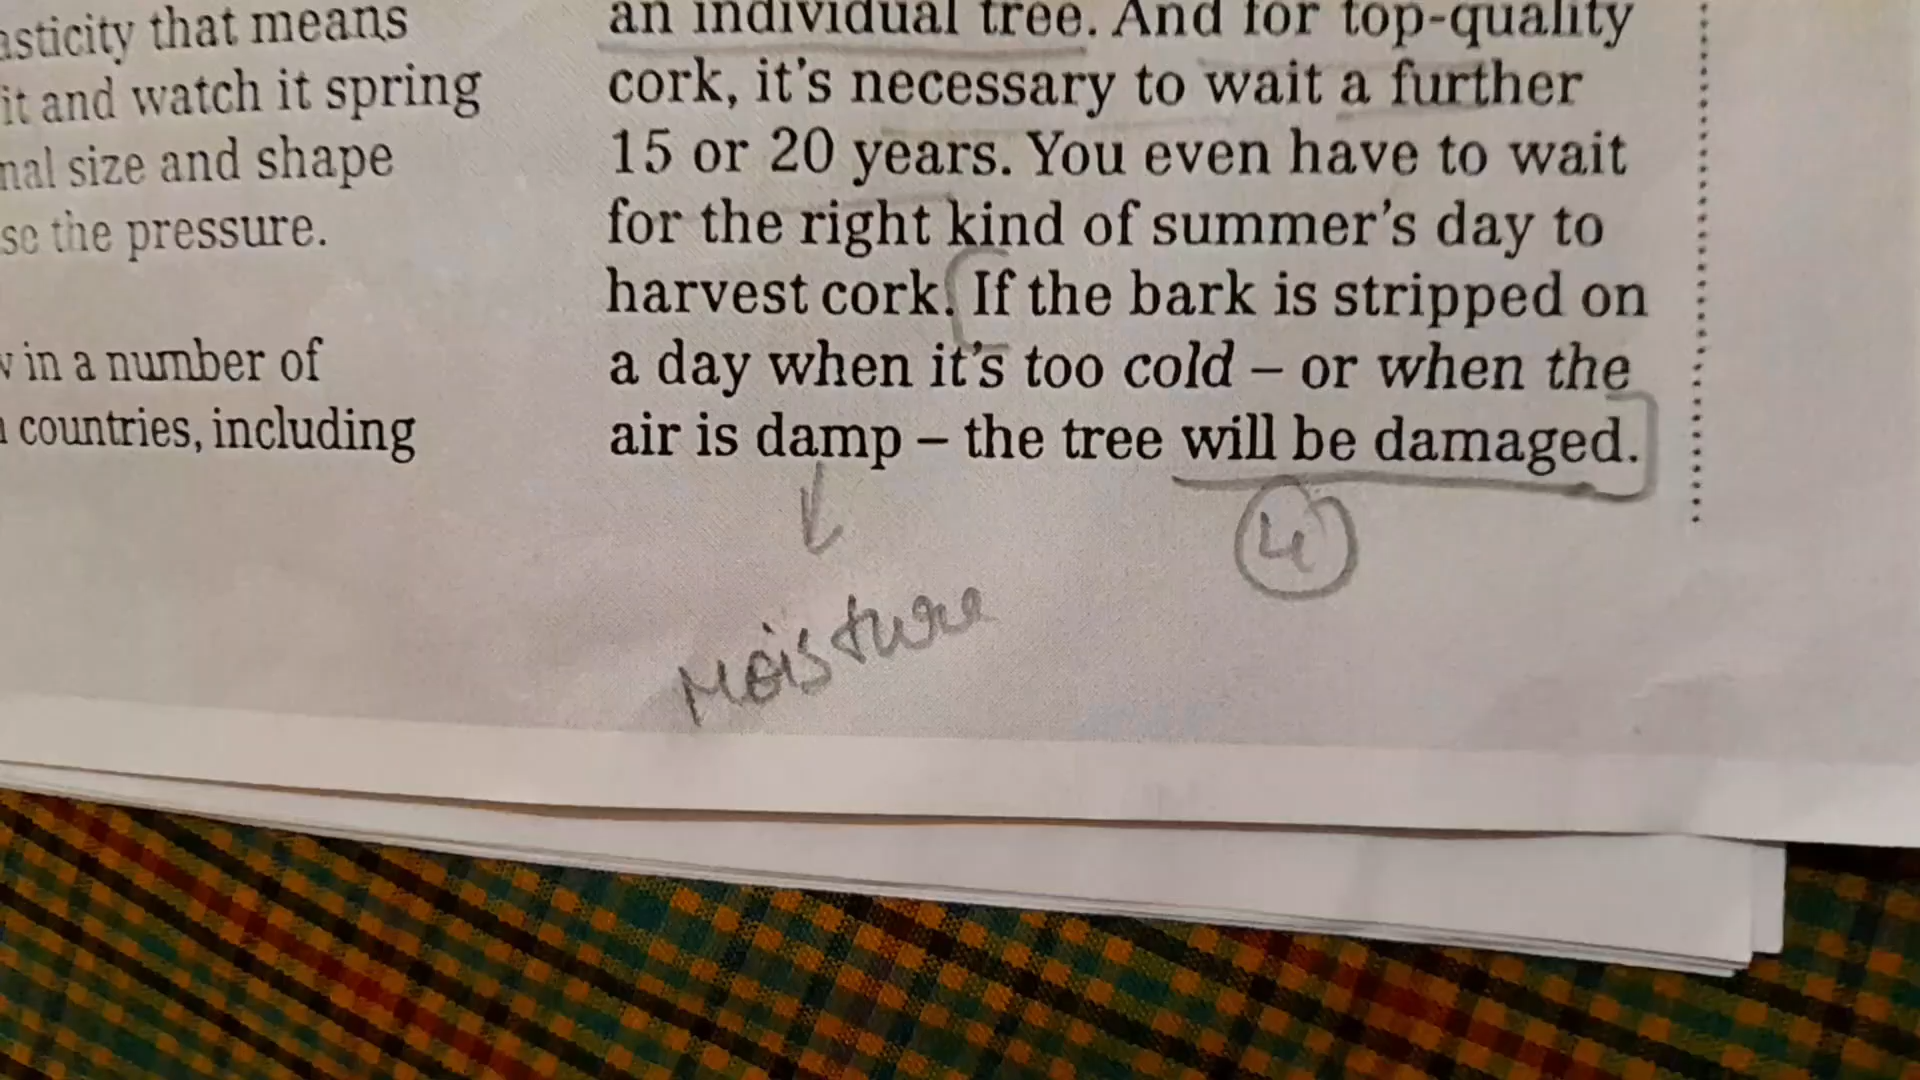 that means
it and watch it spring
size and shape
the pressure.
in a number of
countries, including
an individual tree. And for top-quality
cork, it's necessary to wait a further
15 or 20 years. You even have to wait
for the right kind of summer's day to
harvest cork. If the bark is stripped on
a day when it's too cold – or when the
air is damp – the tree will be damaged.
4
Moisture